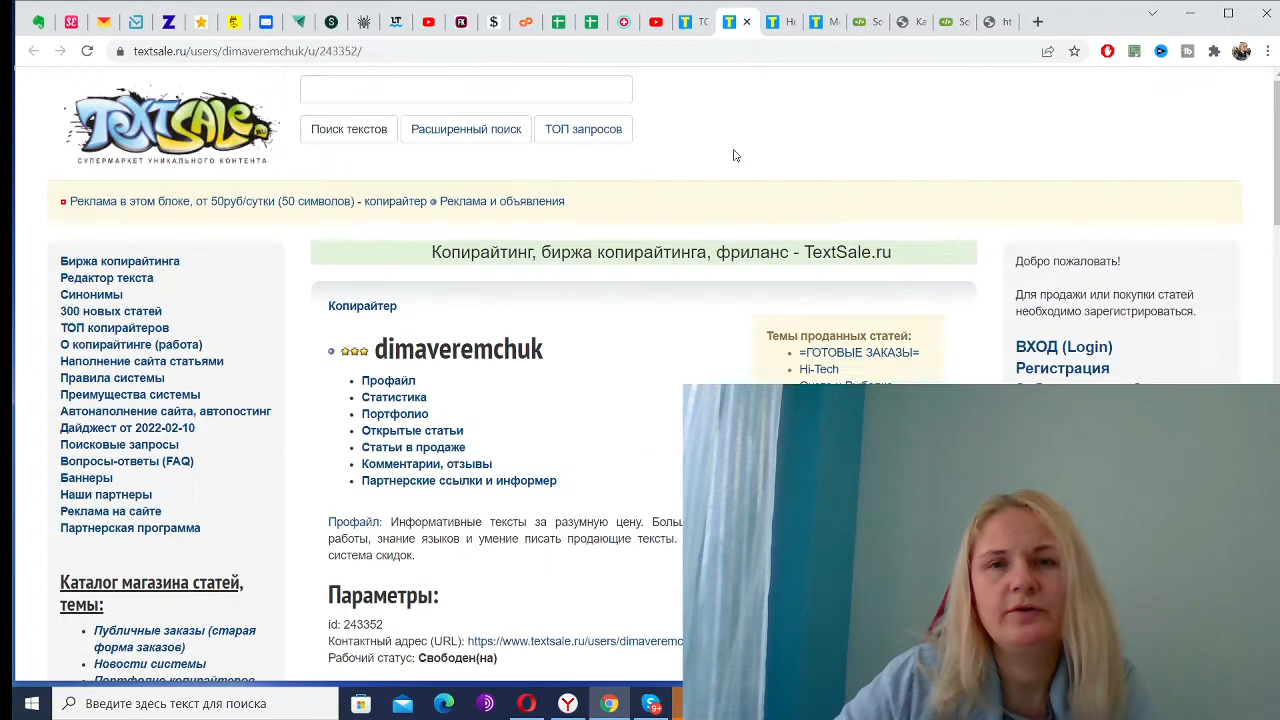 textsale.ru/users/dimaveremchuk/u/243352/
TEXTSALE.RU
СУПЕРМАРКЕТ УНИКАЛЬНОГО КОНТЕНТА
Поиск текстов
Расширенный поиск
ТОП запросов
Реклама в этом блоке, от 50руб/сутки (50 символов) - копирайтер
Реклама и объявления
Биржа копирайтинга
Редактор текста
Синонимы
300 новых статей
ТОП копирайтеров
О копирайтинге (работа)
Наполнение сайта статьями
Правила системы
Преимущества системы
Автонаполнение сайта, автопостинг
Дайджест от 2022-02-10
Поисковые запросы
Вопросы-ответы (FAQ)
Баннеры
Наши партнеры
Реклама на сайте
Партнерская программа
Каталог магазина статей,
темы:
Публичные заказы (старая
форма заказов)
Новости системы
Портфолио копирайтеров
Копирайтинг, биржа копирайтинга, фриланс - TextSale.ru
Копирайтер
dimaveremchuk
Профайл
Статистика
Портфолио
Открытые статьи
Статьи в продаже
Комментарии, отзывы
Партнерские ссылки и информер
Темы проданных статей:
=ГОТОВЫЕ ЗАКАЗЫ=
Hi-Tech
Профайл: Информативные тексты за разумную цену.
работы, знание языков и умение писать продающие тексты.
система скидок.
Параметры:
id: 243352
Контактный адрес (URL): https://www.textsale.ru/users/dimaveremc
Рабочий статус: Свободен(на)
Добро пожаловать!
Для продажи или покупки статей
необходимо зарегистрироваться.
ВХОД (Login)
Регистрация
Введите здесь текст для поиска